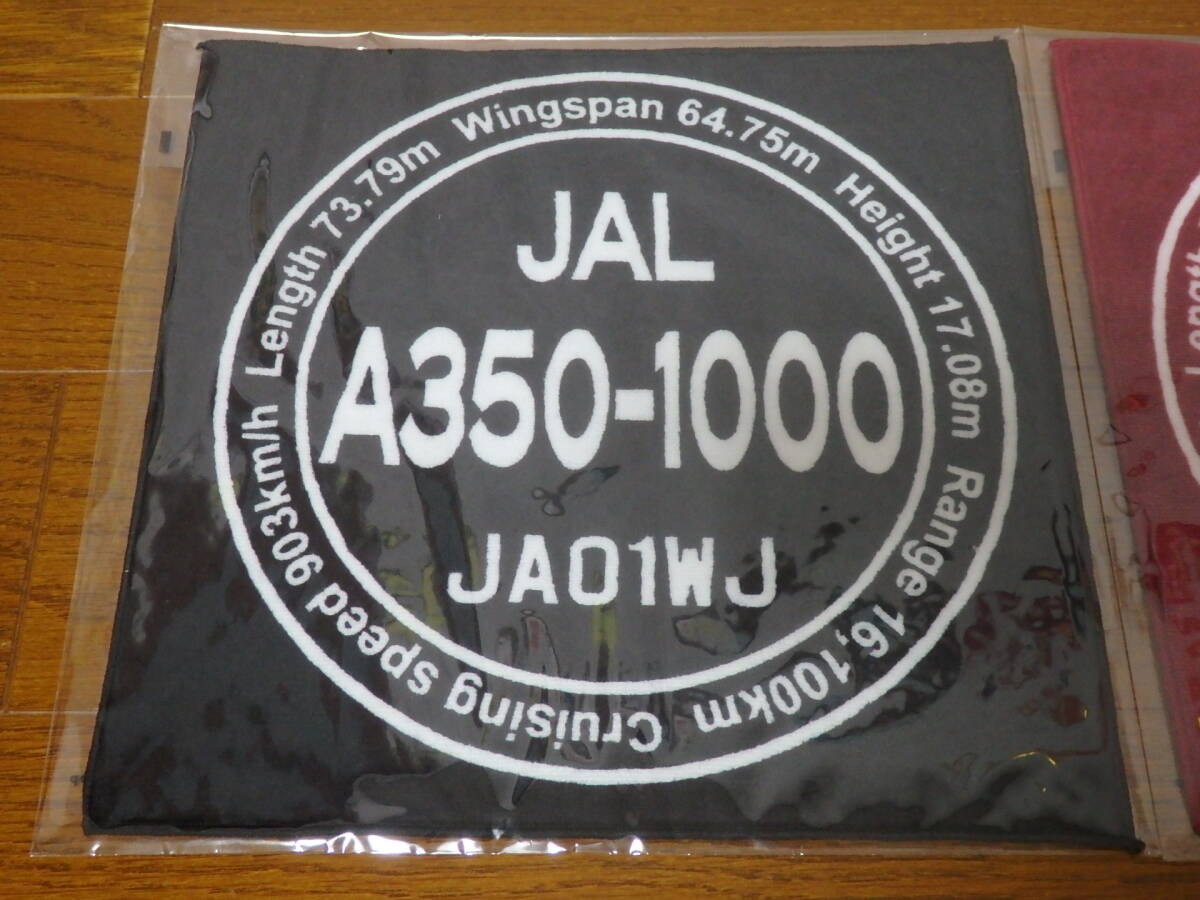 JAL
A350-1000
JA01WJ
Length 73.79m Wingspan 64.75m Height 17.08m Range 16,100km Cruising speed 903km/h
Length